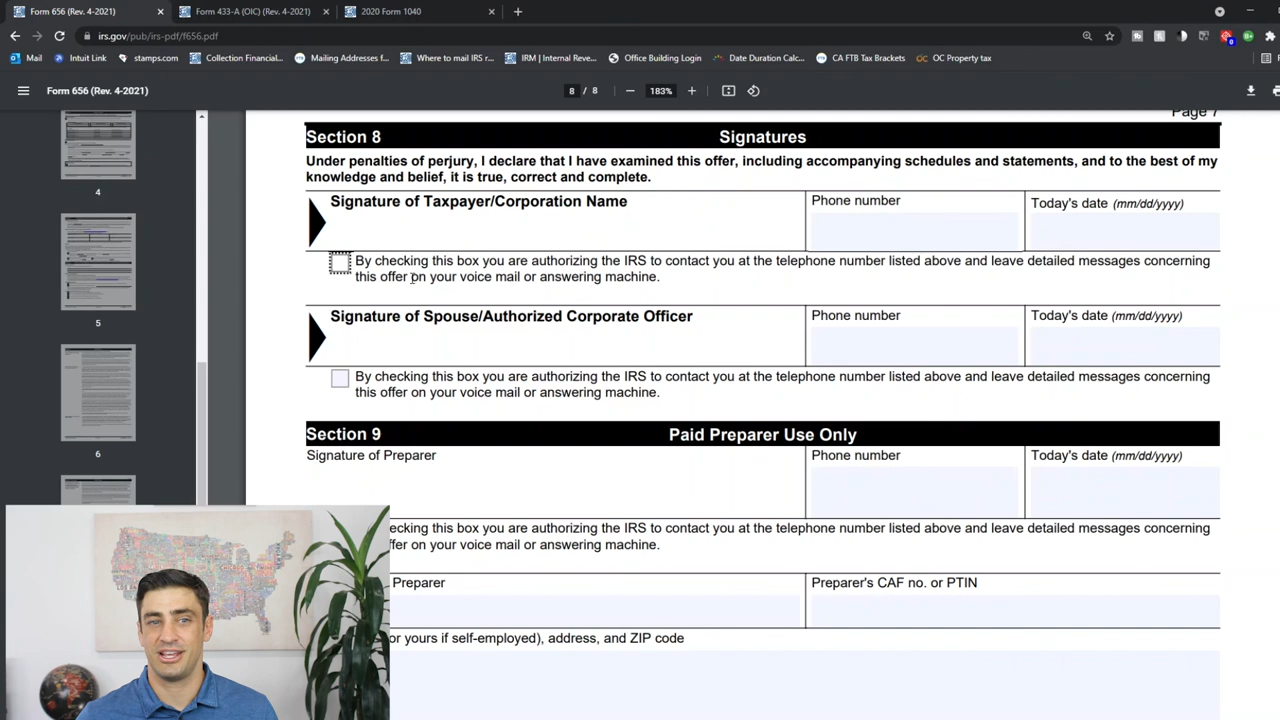 Form 656 (Rev. 4-2021)
Form 433-A (OIC) (Rev. 4-2021)
2020 Form 1040
irs.gov/pub/irs-pdf/f656.pdf
Mail
Intuit Link
stamps.com
Collection Financial...
Mailing Addresses f...
Where to mail IRS r...
IRM | Internal Reve...
Office Building Login
Date Duration Calc...
CA FTB Tax Brackets
OC Property tax
Form 656 (Rev. 4-2021)
8 / 8
183%
4
5
6
Page 7
Section 8
Signatures
Under penalties of perjury, I declare that I have examined this offer, including accompanying schedules and statements, and to the best of my
knowledge and belief, it is true, correct and complete.
Signature of Taxpayer/Corporation Name
Phone number
Today's date (mm/dd/yyyy)
By checking this box you are authorizing the IRS to contact you at the telephone number listed above and leave detailed messages concerning
this offer on your voice mail or answering machine.
Signature of Spouse/Authorized Corporate Officer
Phone number
Today's date (mm/dd/yyyy)
By checking this box you are authorizing the IRS to contact you at the telephone number listed above and leave detailed messages concerning
this offer on your voice mail or answering machine.
Section 9
Paid Preparer Use Only
Signature of Preparer
Phone number
Today's date (mm/dd/yyyy)
ecking this box you are authorizing the IRS to contact you at the telephone number listed above and leave detailed messages concerning
ffer on your voice mail or answering machine.
Preparer
Preparer's CAF no. or PTIN
or yours if self-employed), address, and ZIP code